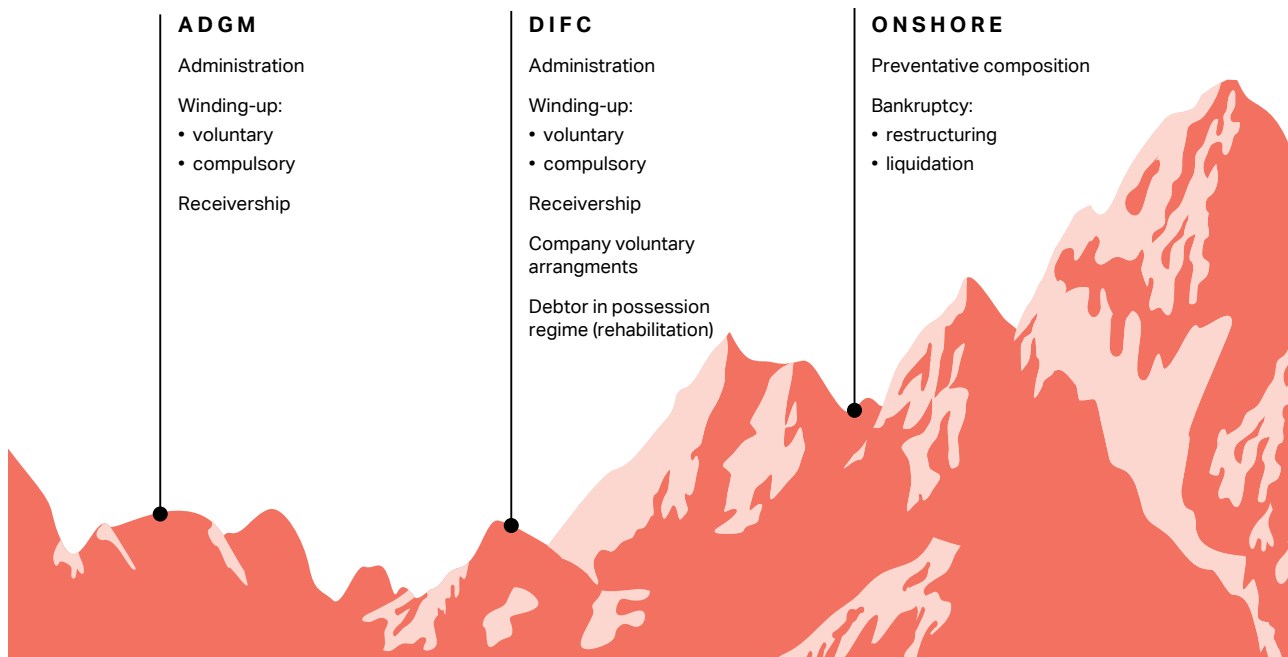 ADGM
Administration
Winding-up:
• voluntary
• compulsory
Receivership
DIFC
Administration
Winding-up:
• voluntary
• compulsory
Receivership
Company voluntary
arrangments
Debtor in possession
regime (rehabilitation)
ONSHORE
Preventative composition
Bankruptcy:
• restructuring
• liquidation